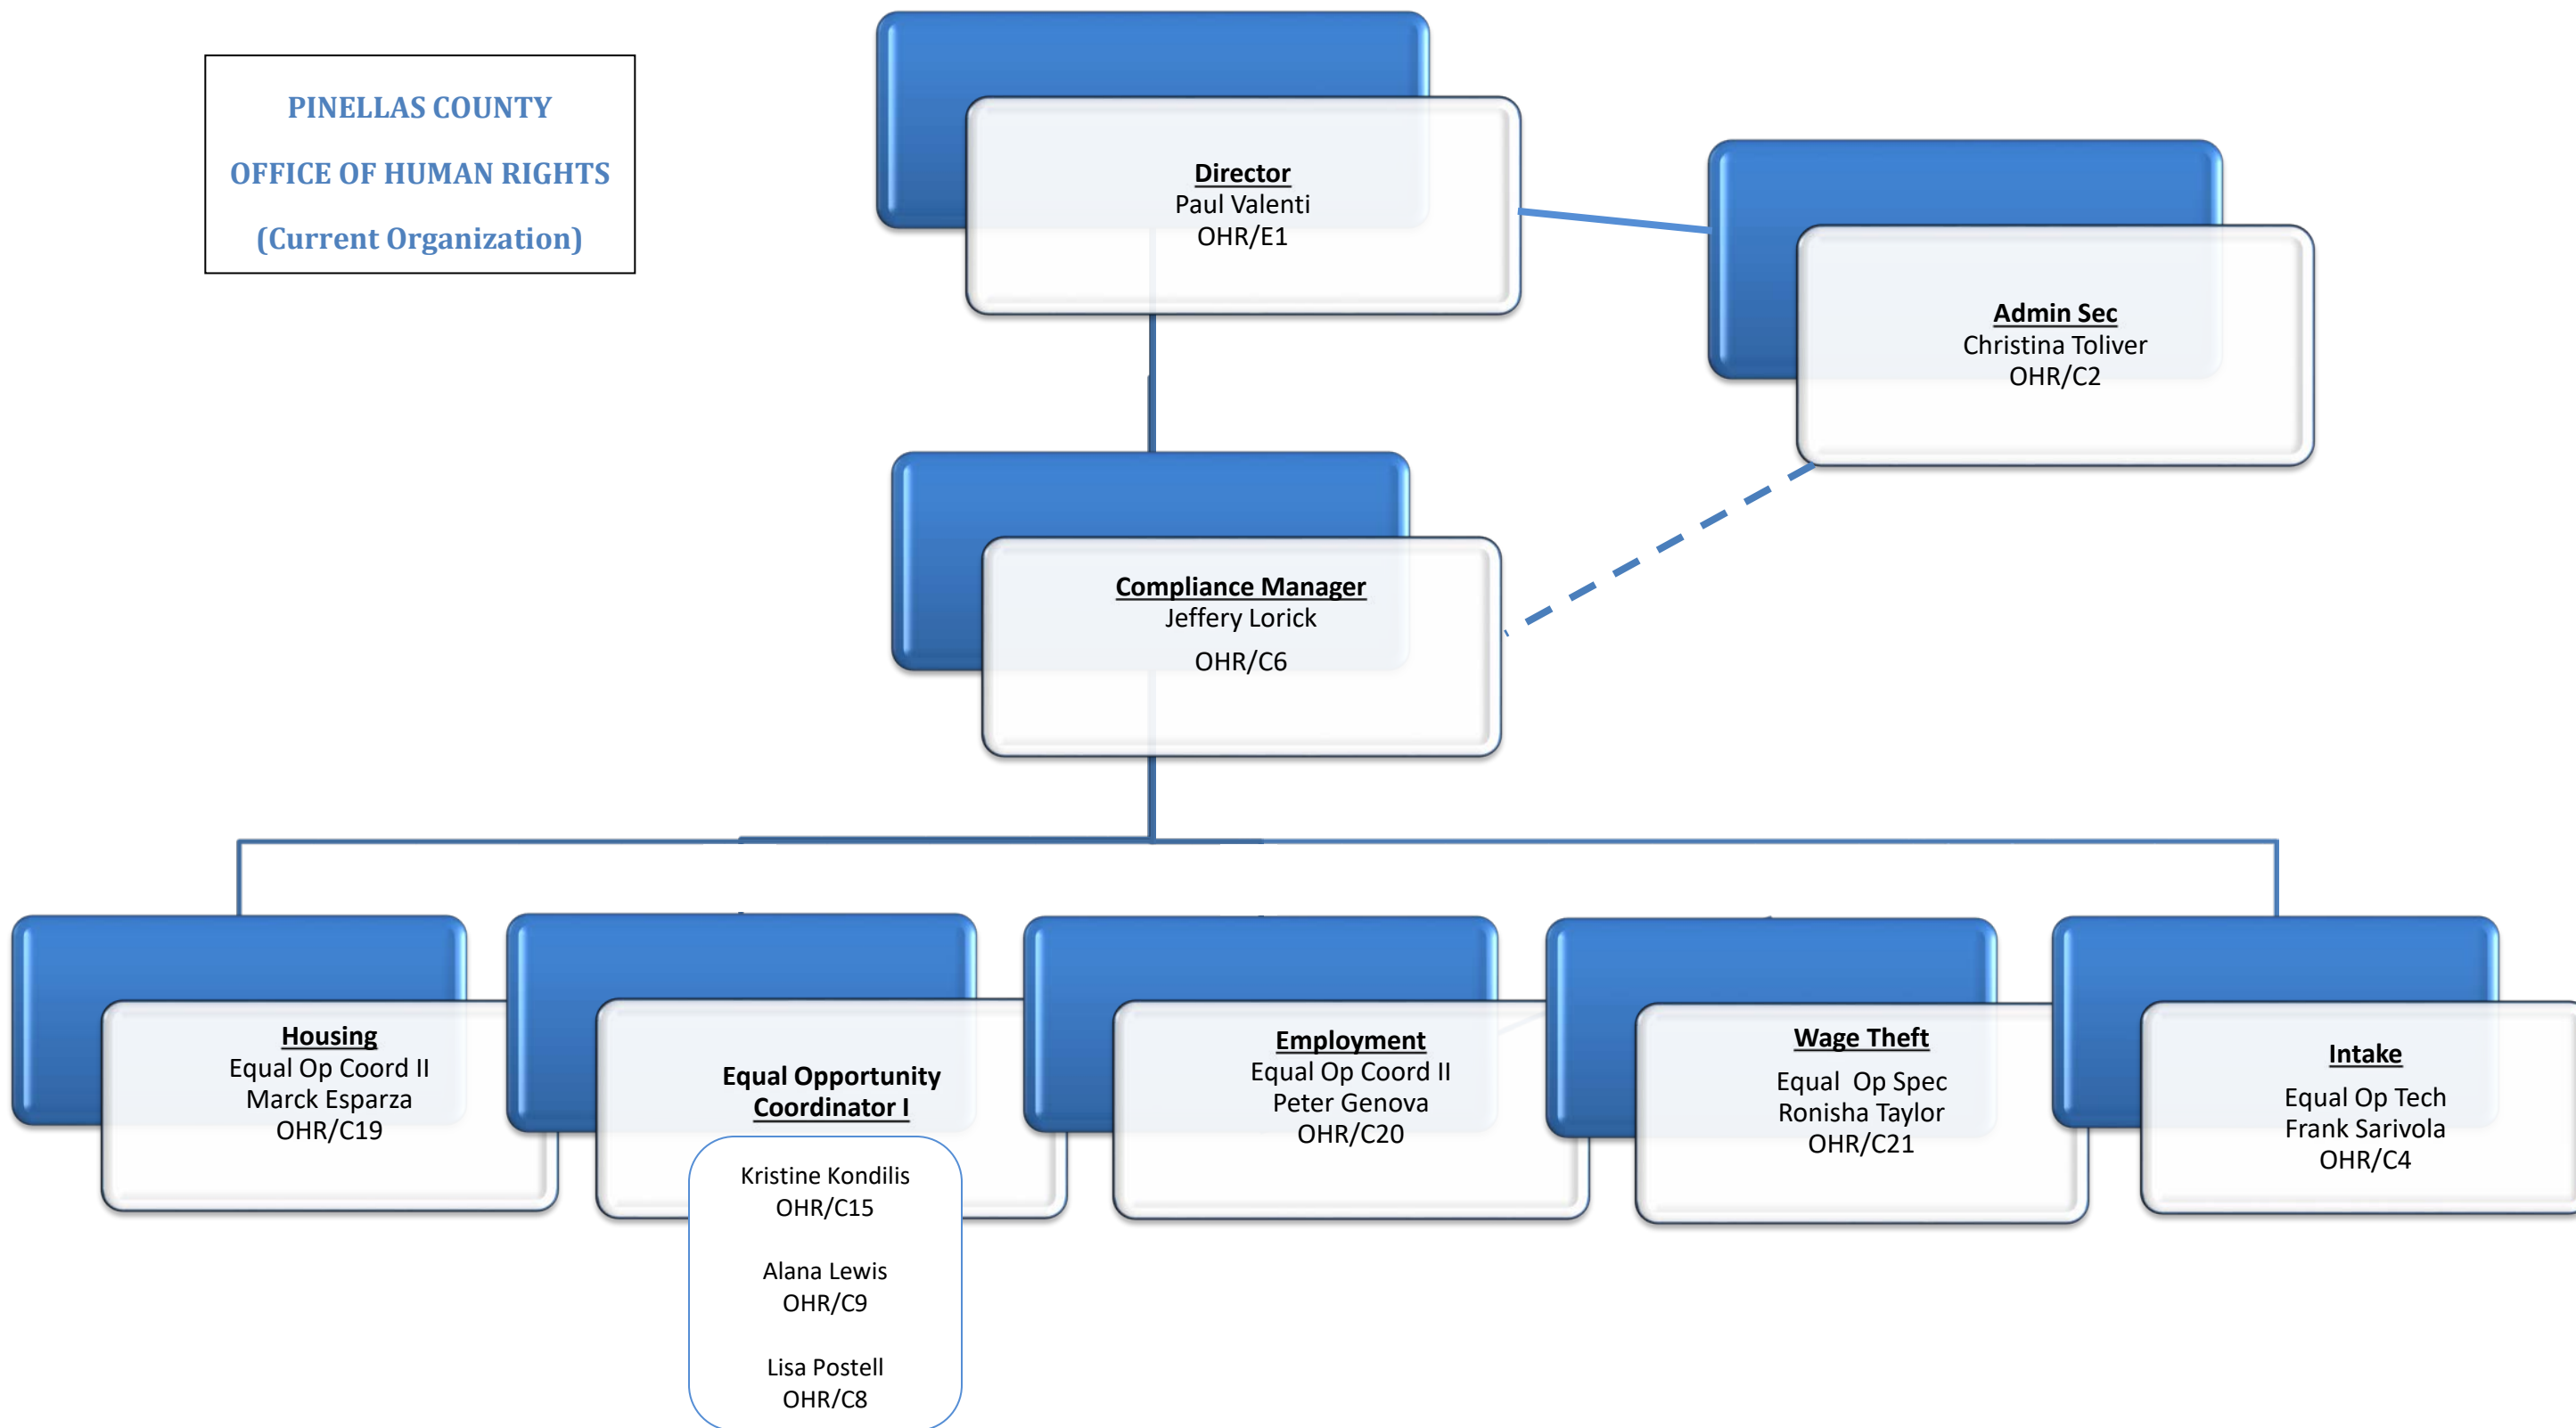 PINELLAS COUNTY
OFFICE OF HUMAN RIGHTS
(Current Organization)
Director
Paul Valenti
OHR/E1
Admin Sec
Christina Toliver
OHR/C2
Compliance Manager
Jeffery Lorick
OHR/C6
Housing
Equal Op Coord II
Marck Esparza
OHR/C19
Equal Opportunity
Coordinator I
Kristine Kondilis
OHR/C15
Alana Lewis
OHR/C9
Lisa Postell
OHR/C8
Employment
Equal Op Coord II
Peter Genova
OHR/C20
Wage Theft
Equal  Op Spec
Ronisha Taylor
OHR/C21
Intake
Equal Op Tech
Frank Sarivola
OHR/C4